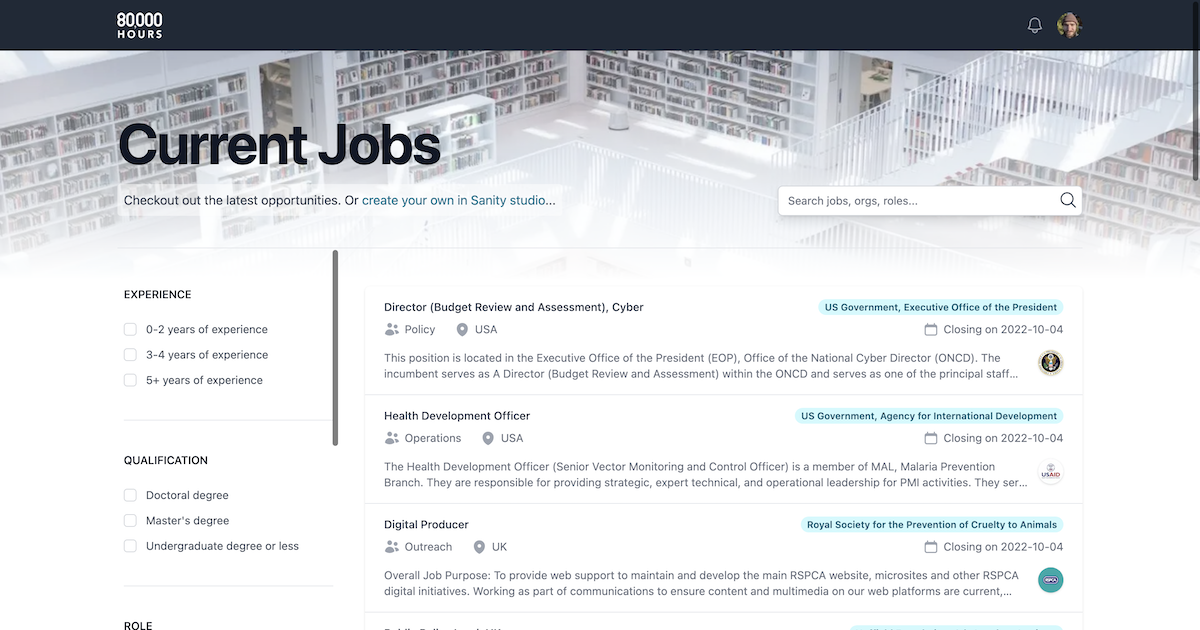 80,000
HOURS
Current Jobs
Checkout out the latest opportunities. Or create your own in Sanity studio...
Search jobs, orgs, roles...
EXPERIENCE
0-2 years of experience
3-4 years of experience
5+ years of experience
QUALIFICATION
Doctoral degree
Master's degree
Undergraduate degree or less
ROLE
Director (Budget Review and Assessment), Cyber
US Government, Executive Office of the President
Policy USA
Closing on 2022-10-04
This position is located in the Executive Office of the President (EOP), Office of the National Cyber Director (ONCD). The
incumbent serves as A Director (Budget Review and Assessment) within the ONCD and serves as one of the principal staff...
Health Development Officer
US Government, Agency for International Development
Operations USA
Closing on 2022-10-04
The Health Development Officer (Senior Vector Monitoring and Control Officer) is a member of MAL, Malaria Prevention
Branch. They are responsible for providing strategic, expert technical, and operational leadership for PMI activities. They ser...
USAID
Digital Producer
Royal Society for the Prevention of Cruelty to Animals
Outreach UK
Closing on 2022-10-04
Overall Job Purpose: To provide web support to maintain and develop the main RSPCA website, microsites and other RSPCA
digital initiatives. Working as part of communications to ensure content and multimedia on our web platforms are current,...
RSPCA